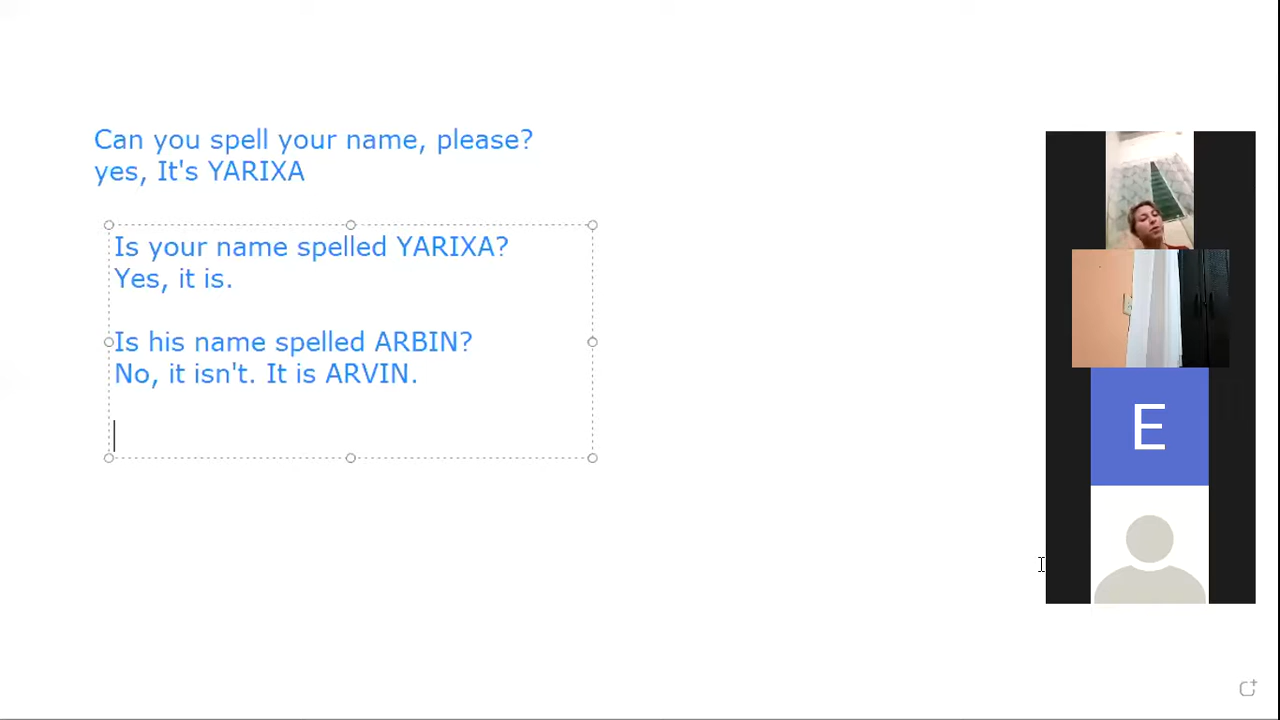 Can you spell your name, please?
yes, It's YARIXA
Is your name spelled YARIXA?
Yes, it is.
Is his name spelled ARBIN?
No, it isn't. It is ARVIN.
E